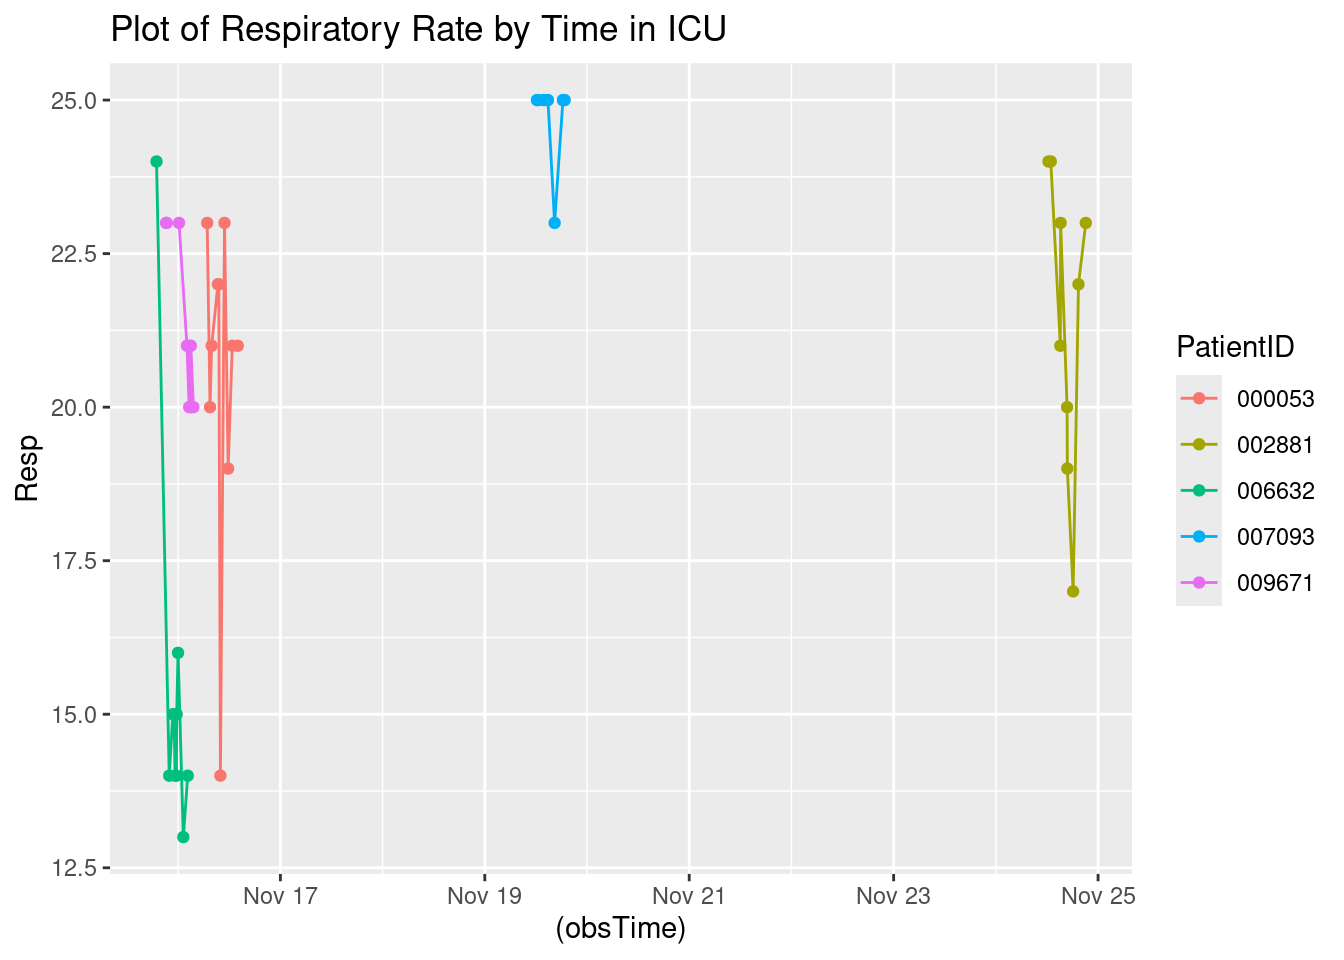 Plot of Respiratory Rate by Time in ICU
25.0
22.5
20.0
17.5
15.0
12.5
Resp
Nov 17 Nov 19 Nov 21 Nov 23 Nov 25
(obsTime)
PatientID
000053
002881
006632
007093
009671